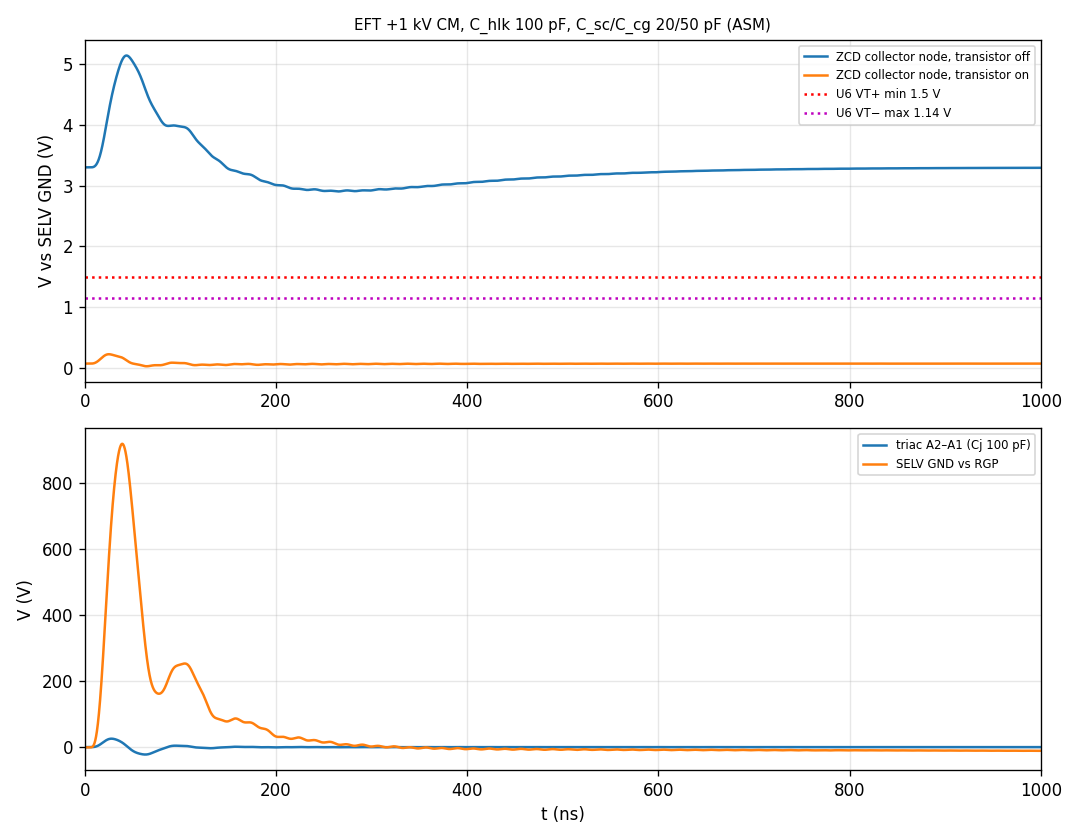 EFT +1 kV CM, C_hlk 100 pF, C_sc/C_cg 20/50 pF (ASM)
V vs SELV GND (V)
5
4
3
2
1
0
ZCD collector node, transistor off
ZCD collector node, transistor on
U6 VT+ min 1.5 V
U6 VT− max 1.14 V
0
200
400
600
800
1000
V (V)
800
600
400
200
0
triac A2–A1 (Cj 100 pF)
SELV GND vs RGP
0
200
400
600
800
1000
t (ns)